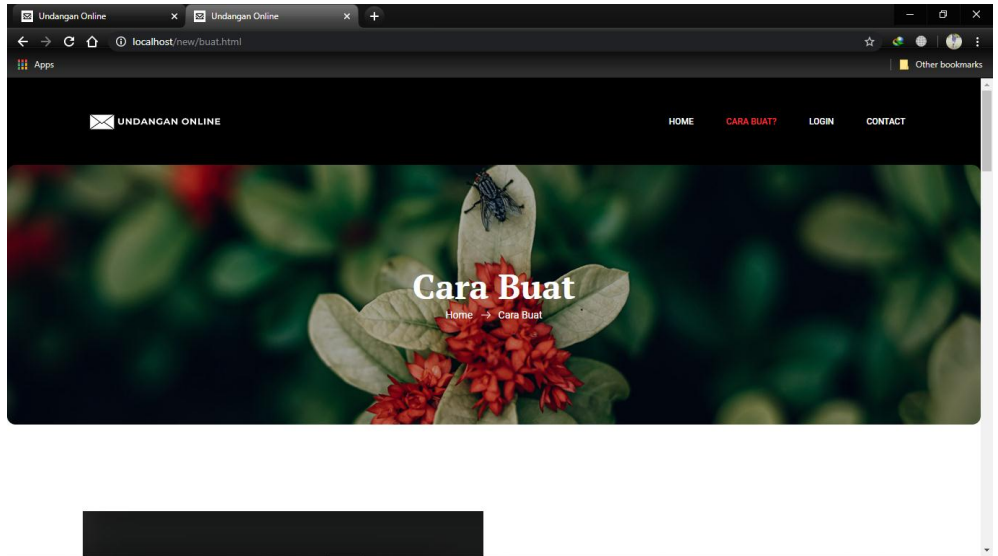 Undangan Online
Undangan Online
localhost/new/buat.html
Apps
Other bookmarks
UNDANGAN ONLINE
HOME
CARA BUAT?
LOGIN
CONTACT
Cara Buat
Home → Cara Buat